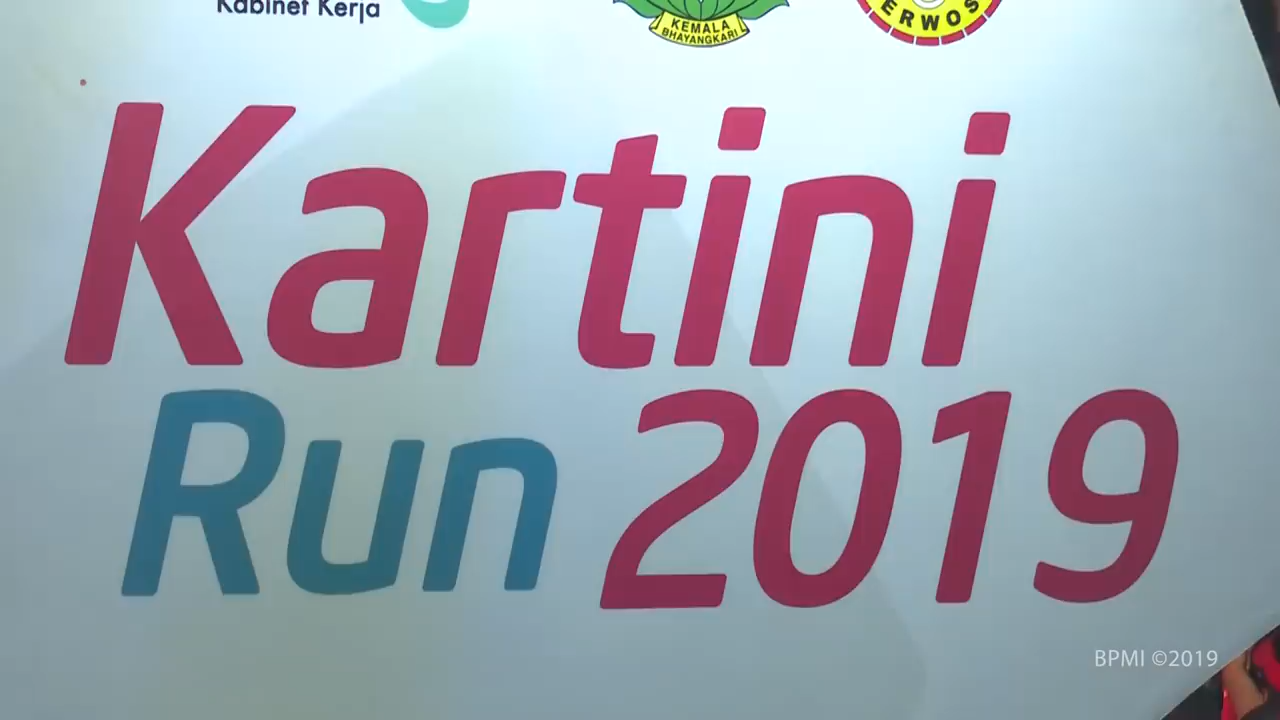 Kabinet Kerja
KEMALA
BHAYANGKARI
Kartini
Run 2019
BPMI ©2019